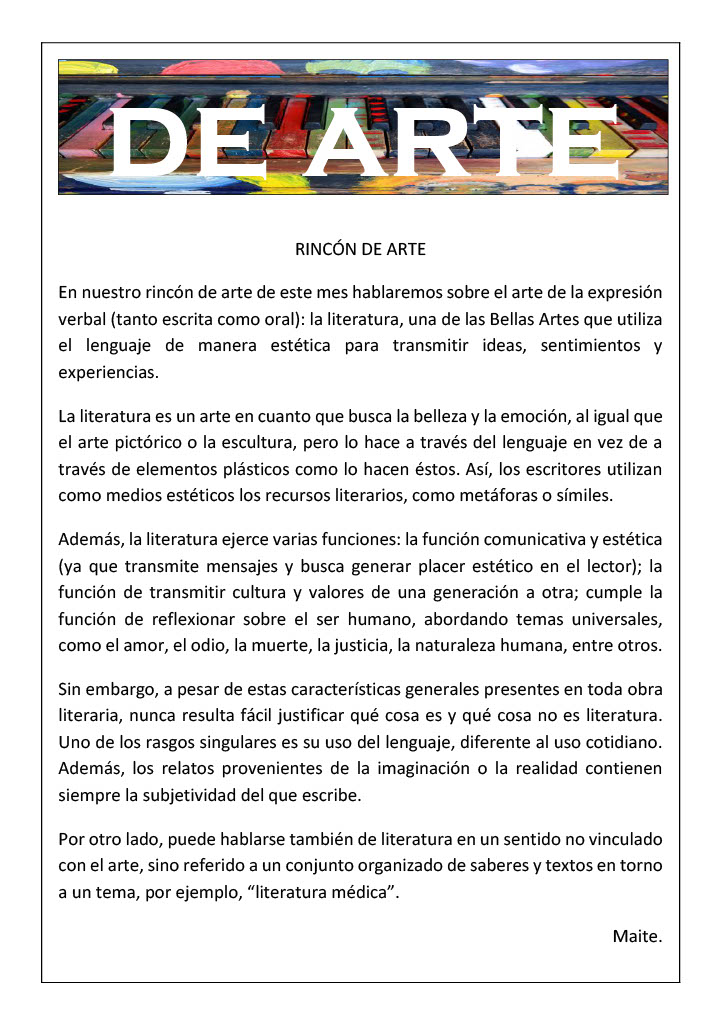 DE ARTE
RINCÓN DE ARTE
En nuestro rincón de arte de este mes hablaremos sobre el arte de la expresión
verbal (tanto escrita como oral): la literatura, una de las Bellas Artes que utiliza
el lenguaje de manera estética para transmitir ideas, sentimientos y
experiencias.
La literatura es un arte en cuanto que busca la belleza y la emoción, al igual que
el arte pictórico o la escultura, pero lo hace a través del lenguaje en vez de a
través de elementos plásticos como lo hacen éstos. Así, los escritores utilizan
como medios estéticos los recursos literarios, como metáforas o símiles.
Además, la literatura ejerce varias funciones: la función comunicativa y estética
(ya que transmite mensajes y busca generar placer estético en el lector); la
función de transmitir cultura y valores de una generación a otra; cumple la
función de reflexionar sobre el ser humano, abordando temas universales,
como el amor, el odio, la muerte, la justicia, la naturaleza humana, entre otros.
Sin embargo, a pesar de estas características generales presentes en toda obra
literaria, nunca resulta fácil justificar qué cosa es y qué cosa no es literatura.
Uno de los rasgos singulares es su uso del lenguaje, diferente al uso cotidiano.
Además, los relatos provenientes de la imaginación o la realidad contienen
siempre la subjetividad del que escribe.
Por otro lado, puede hablarse también de literatura en un sentido no vinculado
con el arte, sino referido a un conjunto organizado de saberes y textos en torno
a un tema, por ejemplo, “literatura médica”.
Maite.